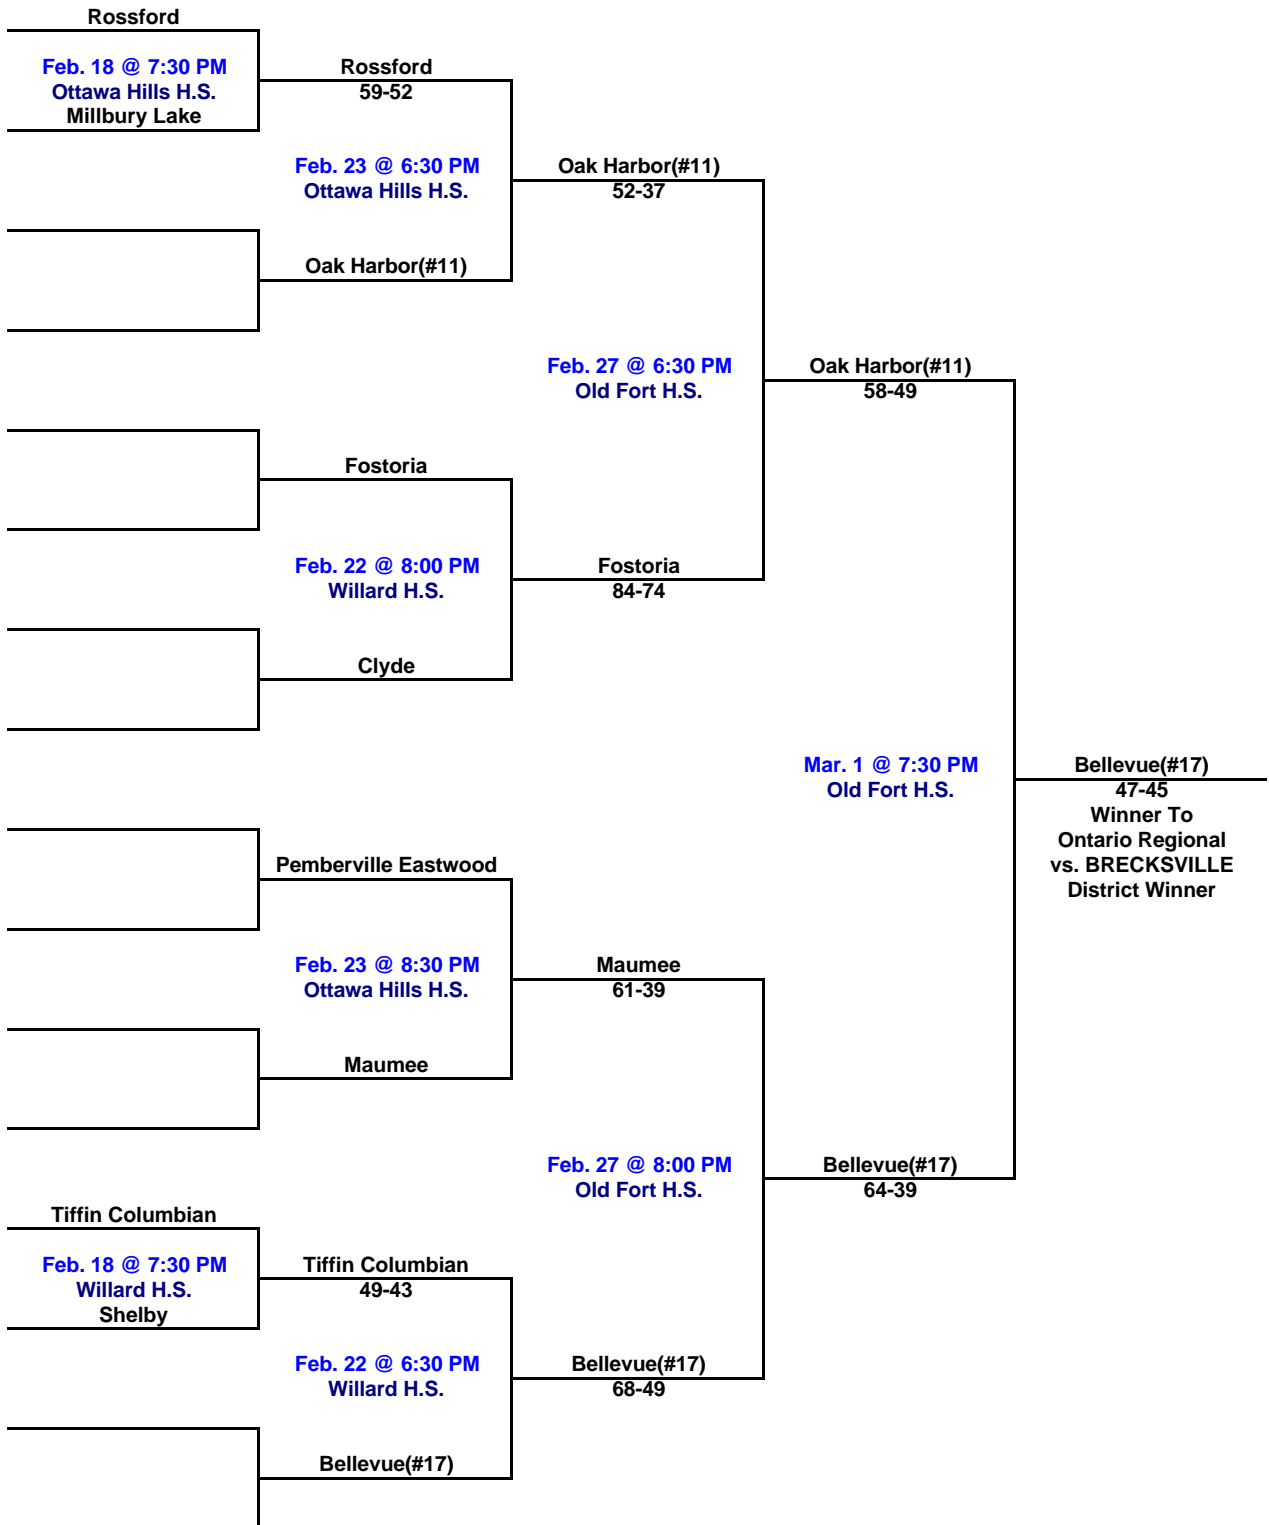 Rossford
Feb. 18 @ 7:30 PM
Ottawa Hills H.S.
Millbury Lake
Rossford
59-52
Feb. 23 @ 6:30 PM
Ottawa Hills H.S.
Oak Harbor(#11)
52-37
Oak Harbor(#11)
Feb. 27 @ 6:30 PM
Old Fort H.S.
Oak Harbor(#11)
58-49
Fostoria
Feb. 22 @ 8:00 PM
Willard H.S.
Fostoria
84-74
Clyde
Mar. 1 @ 7:30 PM
Old Fort H.S.
Bellevue(#17)
47-45
Winner To
Ontario Regional
vs. BRECKSVILLE
District Winner
Pemberville Eastwood
Feb. 23 @ 8:30 PM
Ottawa Hills H.S.
Maumee
61-39
Maumee
Feb. 27 @ 8:00 PM
Old Fort H.S.
Bellevue(#17)
64-39
Tiffin Columbian
Feb. 18 @ 7:30 PM
Willard H.S.
Shelby
Tiffin Columbian
49-43
Feb. 22 @ 6:30 PM
Willard H.S.
Bellevue(#17)
68-49
Bellevue(#17)